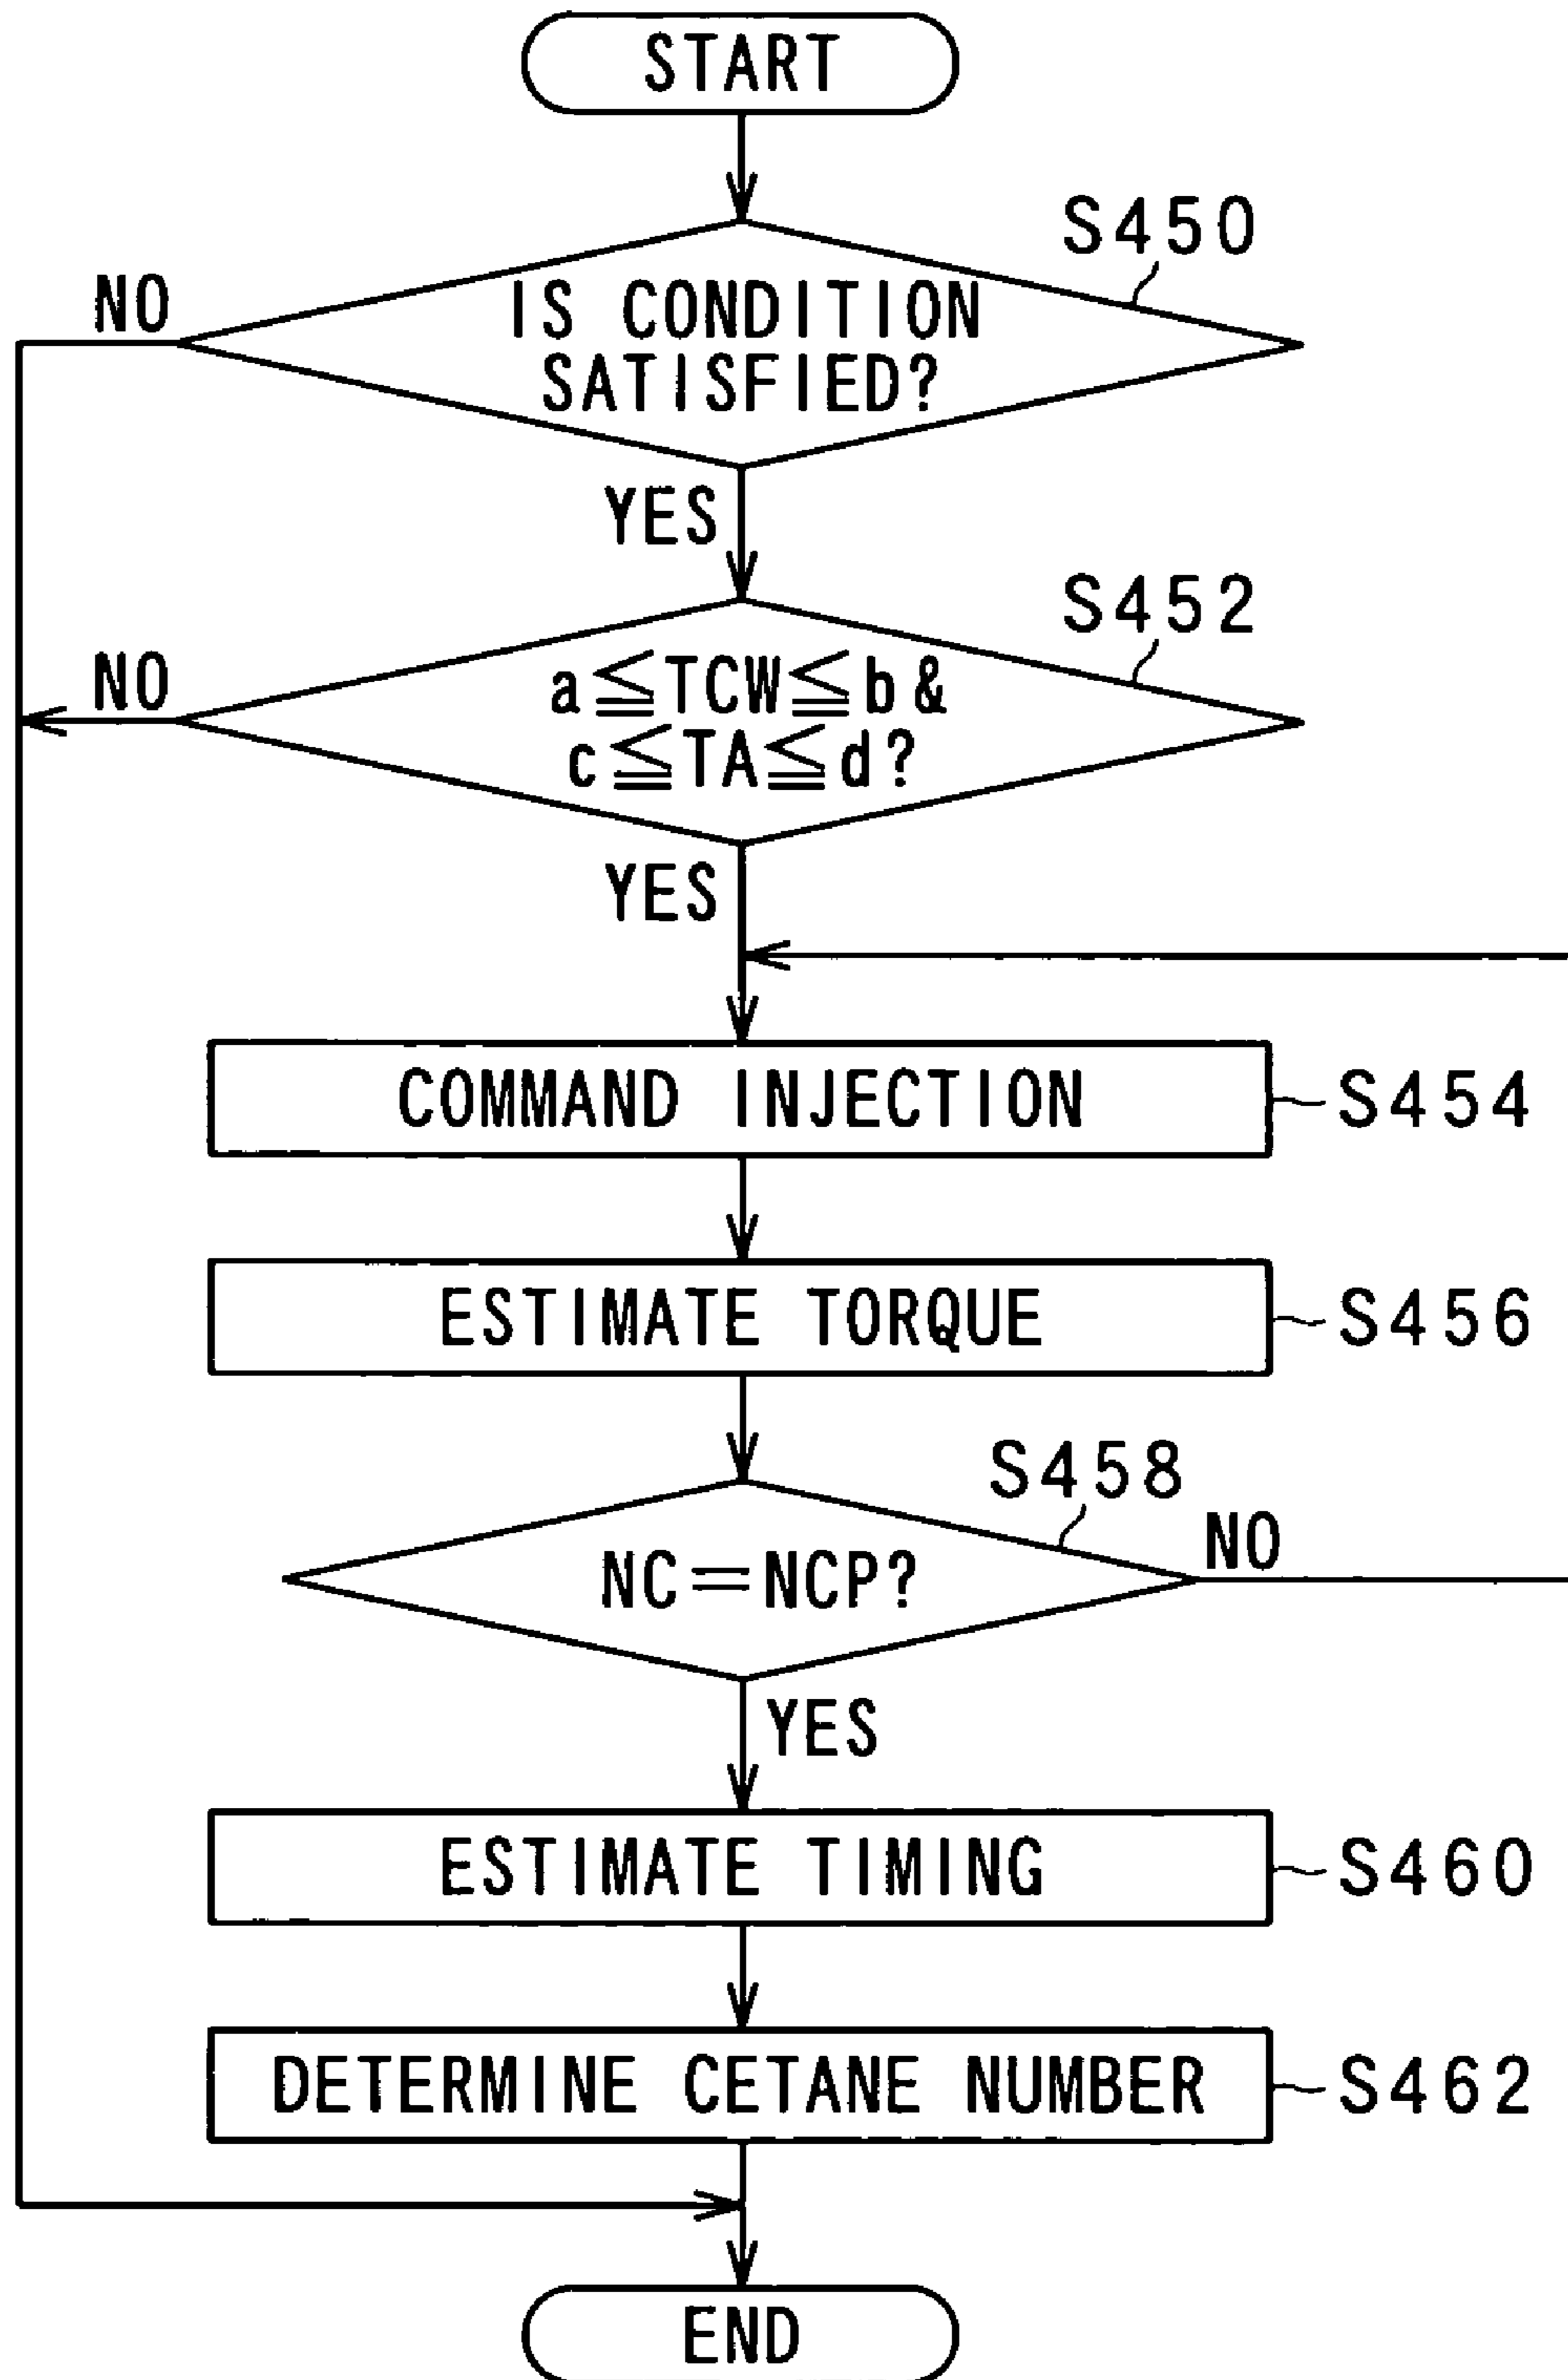 START
S450
NO
IS CONDITION
SATISFIED?
YES
S452
NO
a≦TCW≦b&
c≦TA≦d?
YES
COMMAND INJECTION
S454
ESTIMATE TORQUE
S456
S458
NO
NC=NCP?
YES
ESTIMATE TIMING
S460
DETERMINE CETANE NUMBER
S462
END